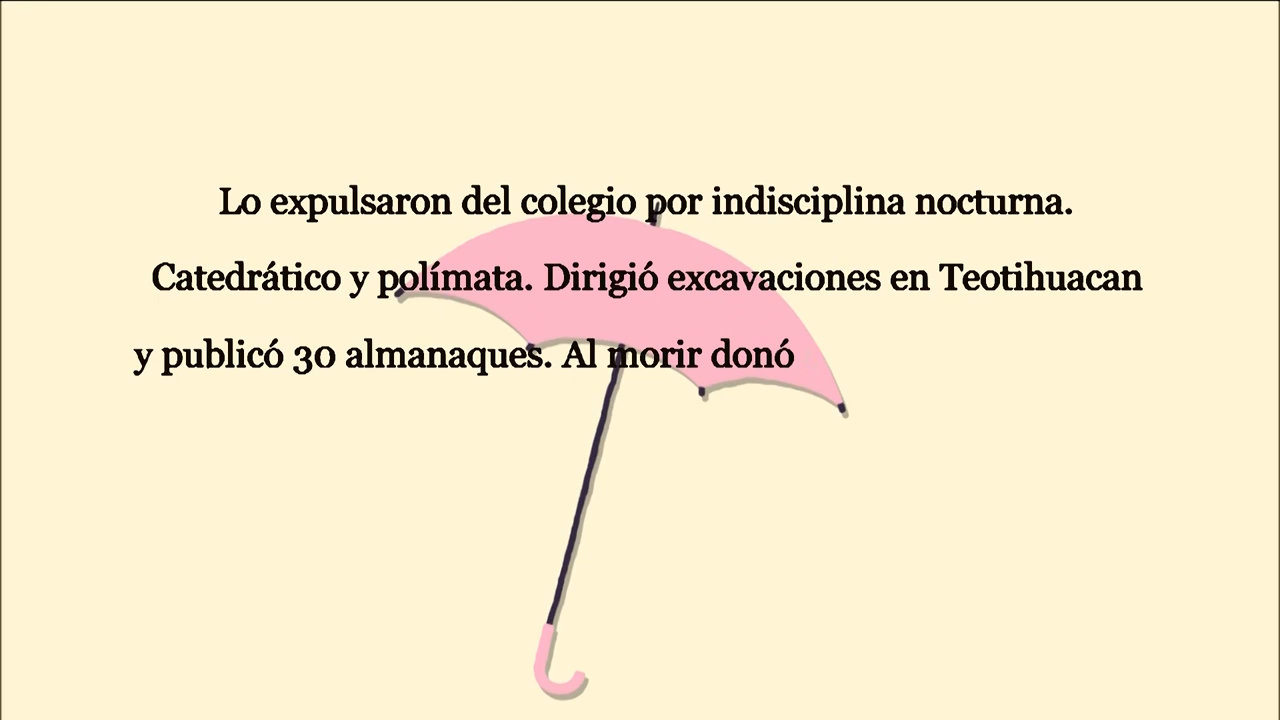 Lo expulsaron del colegio por indisciplina nocturna.
Catedrático y polímata. Dirigió excavaciones en Teotihuacan
y publicó 30 almanaques. Al morir donó